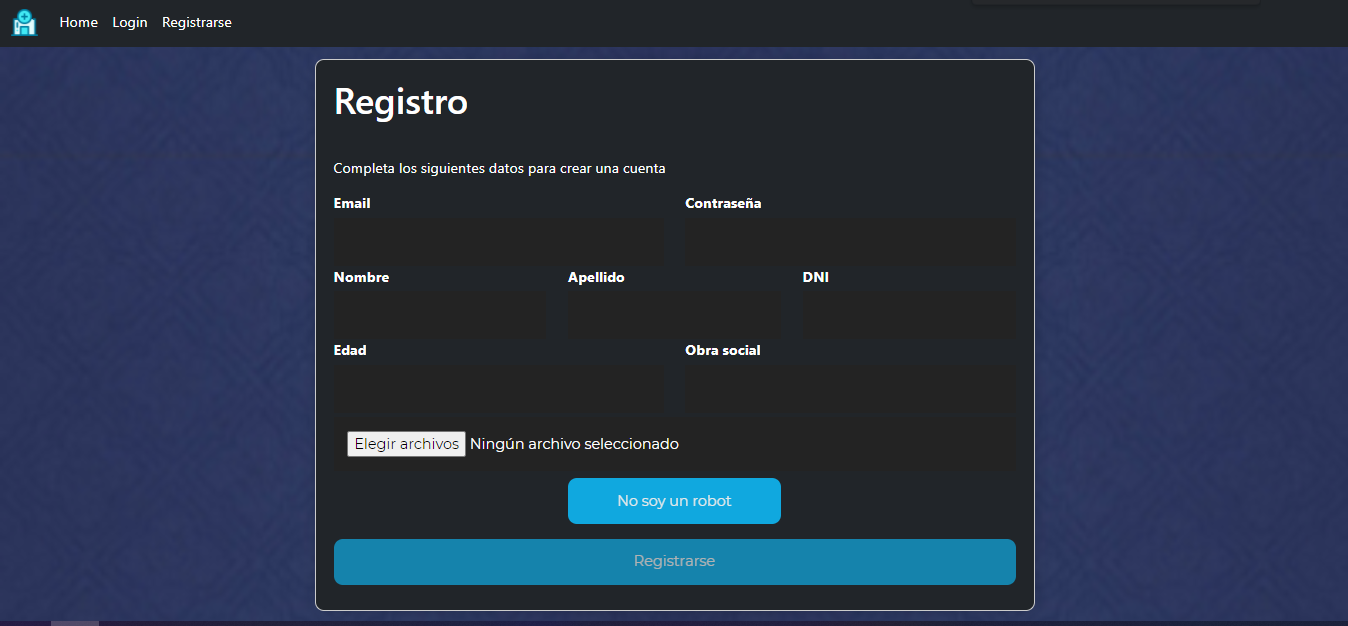 Home Login Registrarse
Registro
Completa los siguientes datos para crear una cuenta
Email Contraseña
Nombre Apellido DNI
Edad Obra social
Elegir archivos Ningún archivo seleccionado
No soy un robot
Registrarse